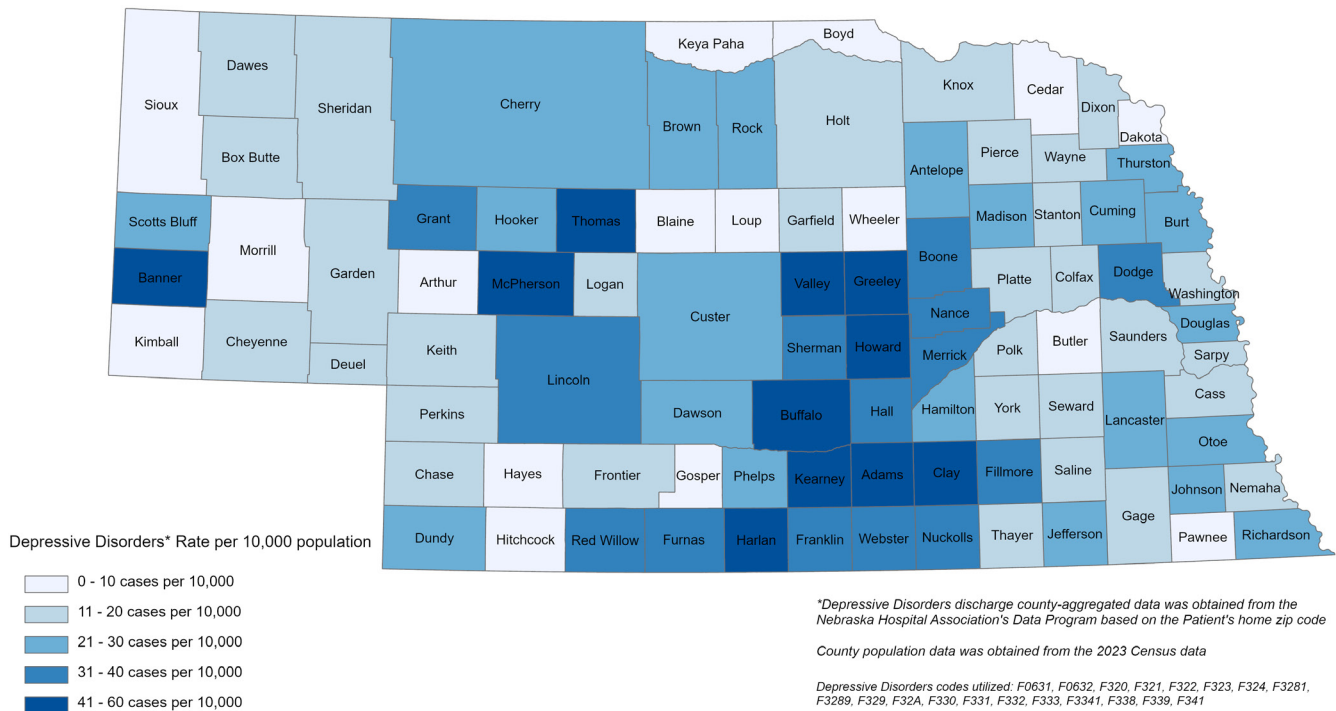 Keya Paha
Boyd
Dawes
Knox
Cedar
Sioux
Cherry
Sheridan
Dixon
Brown
Rock
Holt
Dakota
Box Butte
Pierce
Wayne
Thurston
Antelope
Scotts Bluff
Grant
Hooker
Thomas
Blaine
Loup
Garfield
Wheeler
Madison
Stanton
Cuming
Burt
Morrill
Boone
Banner
Garden
Arthur
McPherson
Logan
Valley
Greeley
Platte
Colfax
Dodge
Washington
Custer
Nance
Douglas
Kimball
Cheyenne
Keith
Sherman
Howard
Merrick
Polk
Butler
Saunders
Sarpy
Deuel
Lincoln
Perkins
Dawson
Buffalo
Hall
Hamilton
York
Seward
Lancaster
Cass
Otoe
Chase
Hayes
Frontier
Gosper
Phelps
Kearney
Adams
Clay
Fillmore
Saline
Johnson
Nemaha
Dundy
Hitchcock
Red Willow
Furnas
Harlan
Franklin
Webster
Nuckolls
Thayer
Jefferson
Gage
Pawnee
Richardson
Depressive Disorders* Rate per 10,000 population
0 - 10 cases per 10,000
11 - 20 cases per 10,000
21 - 30 cases per 10,000
31 - 40 cases per 10,000
41 - 60 cases per 10,000
*Depressive Disorders discharge county-aggregated data was obtained from the
Nebraska Hospital Association's Data Program based on the Patient's home zip code
County population data was obtained from the 2023 Census data
Depressive Disorders codes utilized: F0631, F0632, F320, F321, F322, F323, F324, F3281,
F3289, F329, F32A, F330, F331, F332, F333, F3341, F338, F339, F341